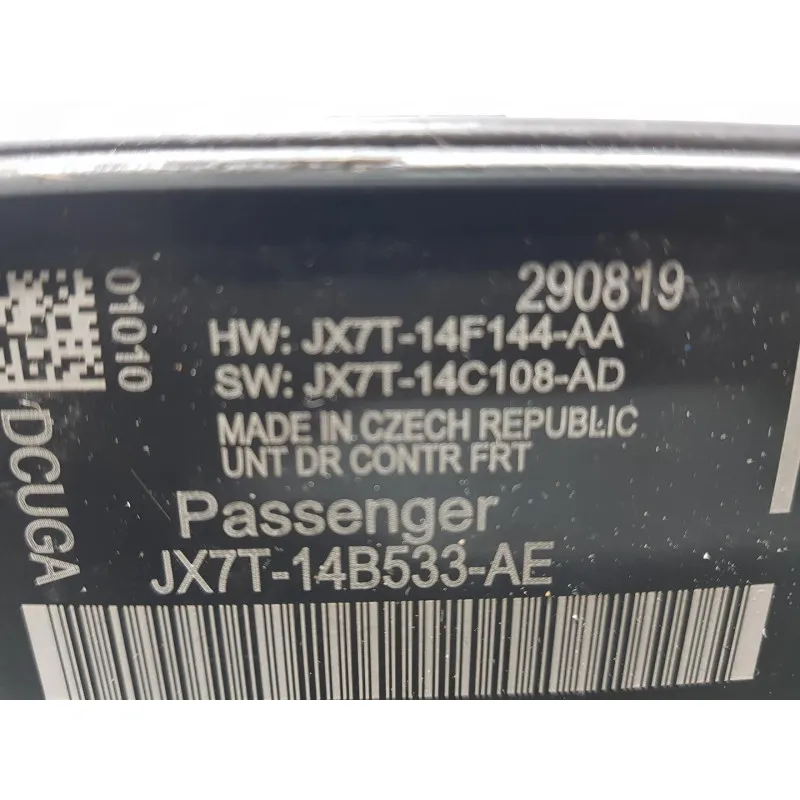 290819
HW: JX7T-14F144-AA
SW: JX7T-14C108-AD
MADE IN CZECH REPUBLIC
UNT DR CONTR FRT
Passenger
JX7T-14B533-AE
01010
DCUGA